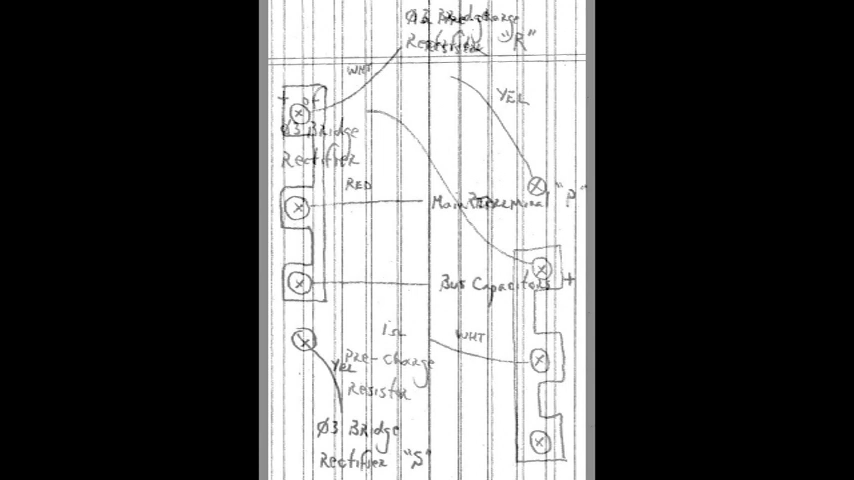 Ø3 Bridge
Rectifier "R"
WHT
YEL
+ of
Ø3 Bridge
Rectifier
RED
Main
"P"
Bus Capacitors
+
WHT
Pre-charge
YEL
Resistor
Ø3 Bridge
Rectifier "S"